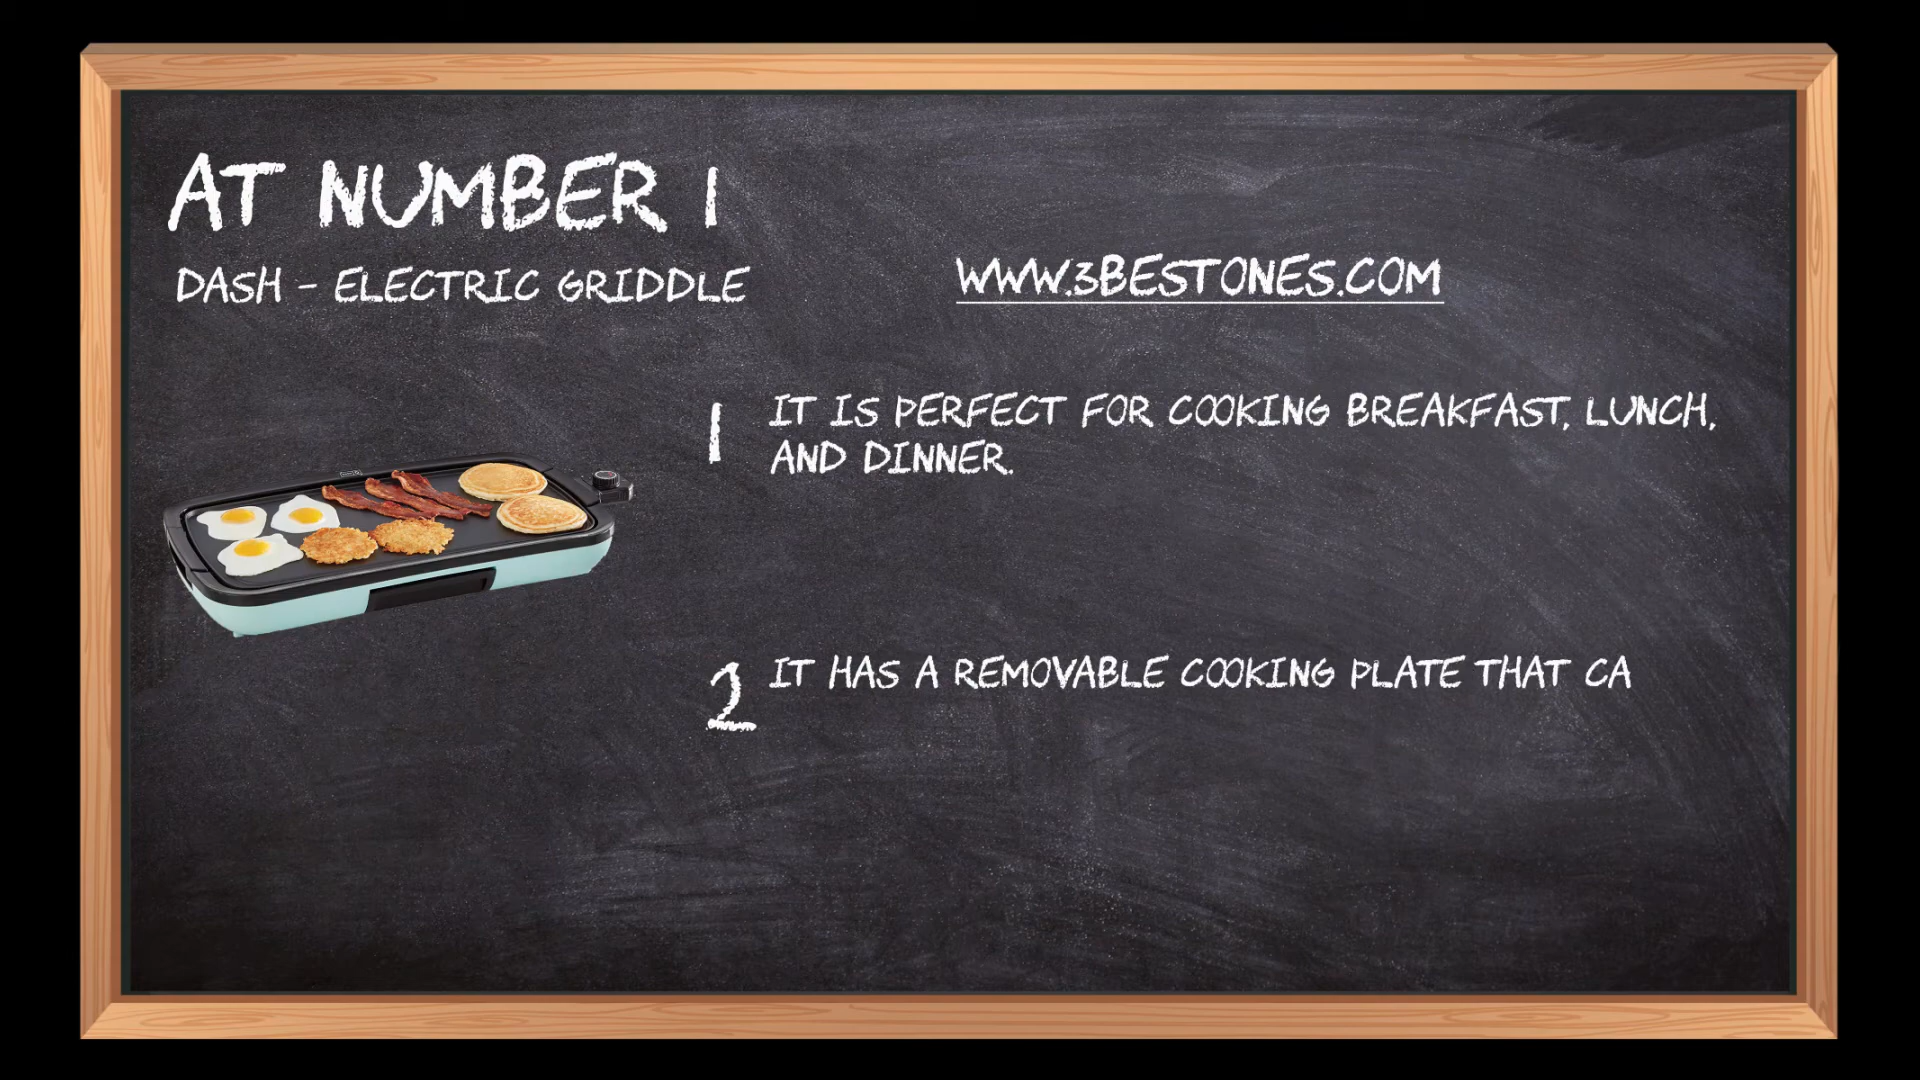 AT NUMBER 1
DASH - ELECTRIC GRIDDLE
WWW.3BESTONES.COM
1
IT IS PERFECT FOR COOKING BREAKFAST, LUNCH,
AND DINNER.
2
IT HAS A REMOVABLE COOKING PLATE THAT CA